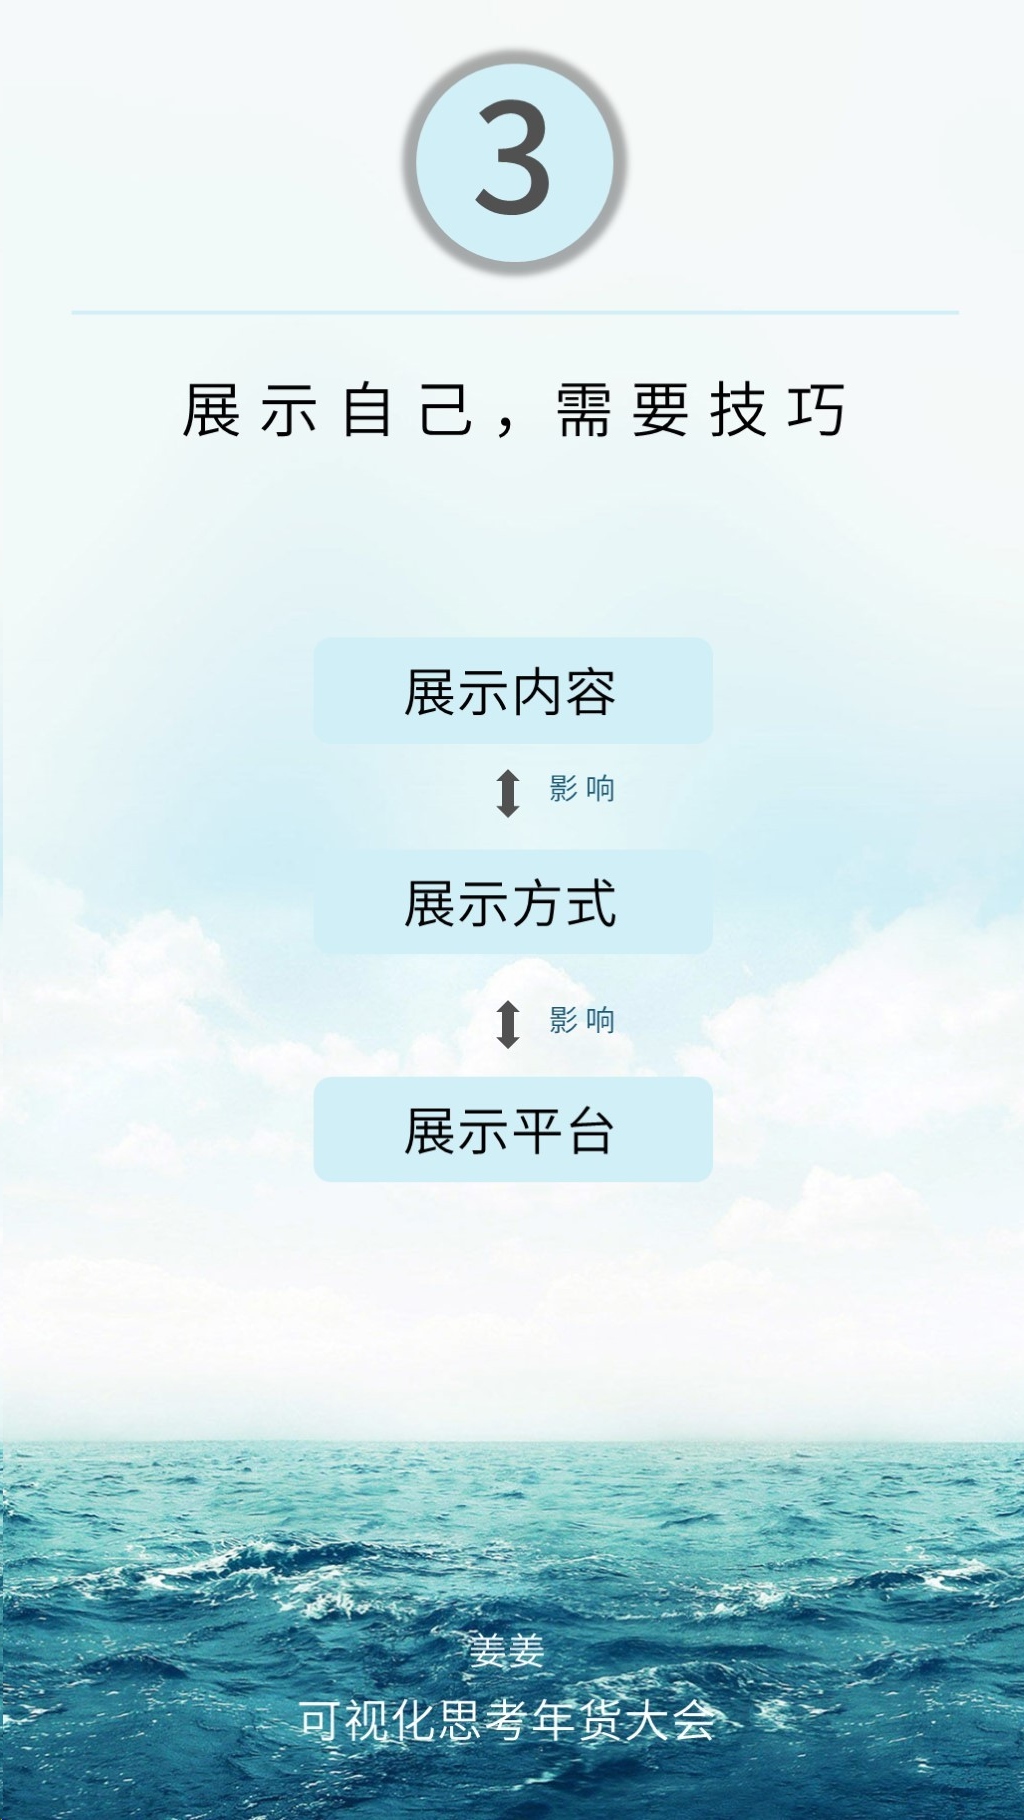 3
展示自己，需要技巧
展示内容
影响
展示方式
影响
展示平台
姜姜
可视化思考年货大会